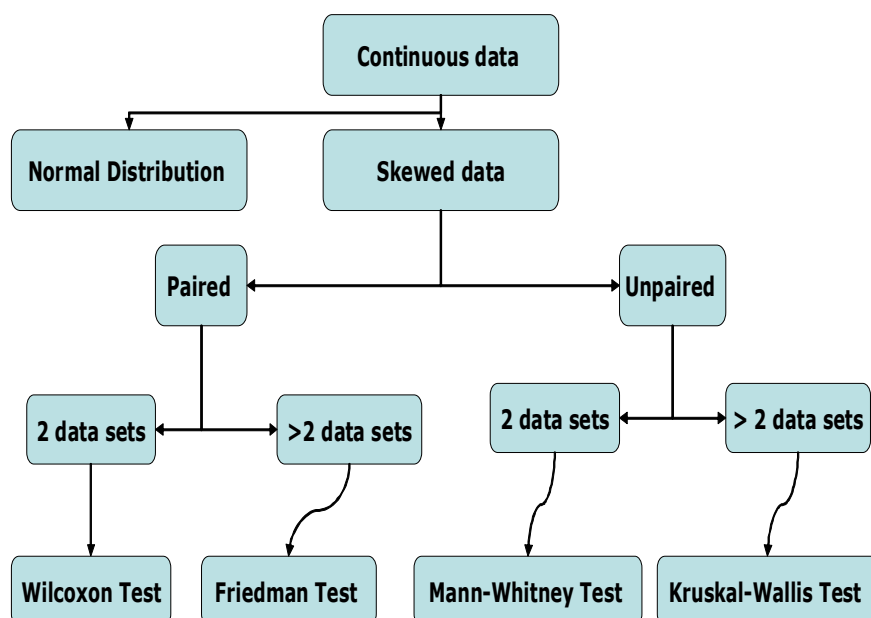 Continuous data
Normal Distribution
Skewed data
Paired
Unpaired
2 data sets
>2 data sets
2 data sets
> 2 data sets
Wilcoxon Test
Friedman Test
Mann-Whitney Test
Kruskal-Wallis Test